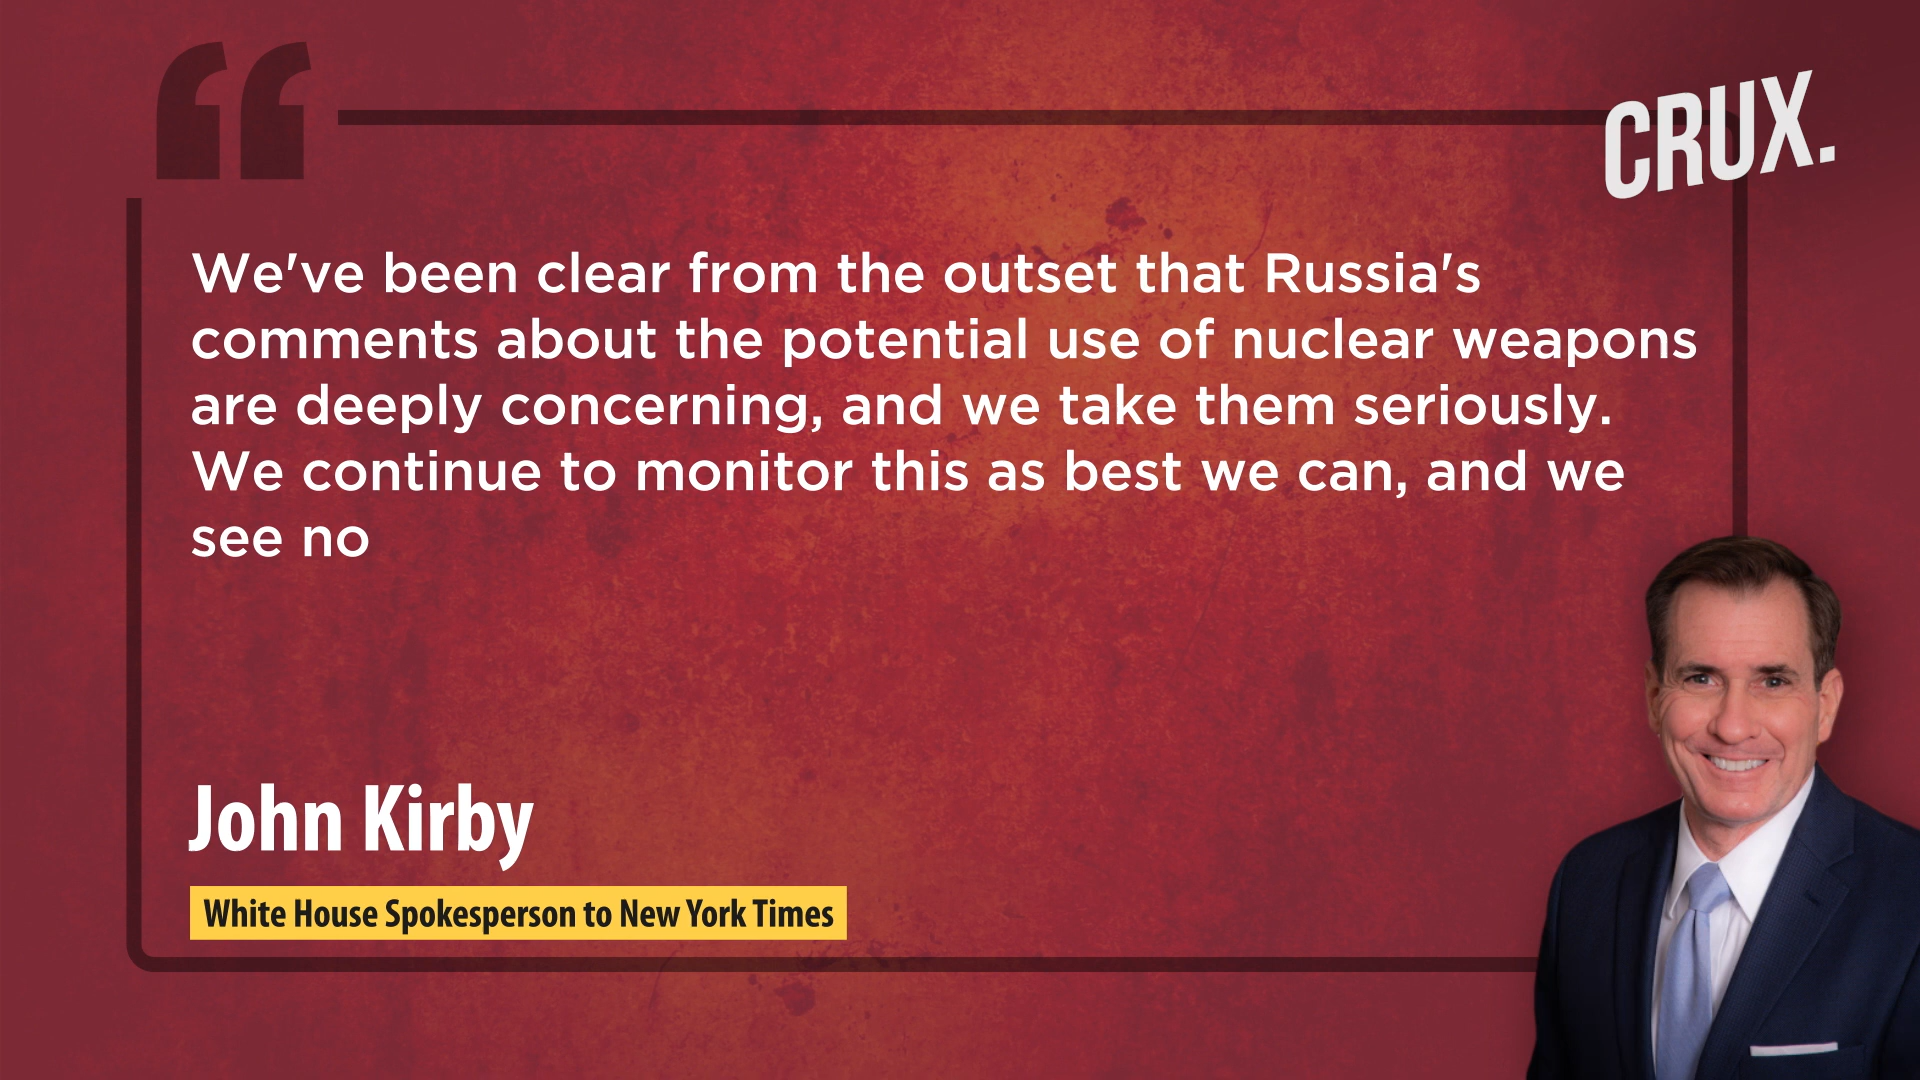 CRUX.
We've been clear from the outset that Russia's
comments about the potential use of nuclear weapons
are deeply concerning, and we take them seriously.
We continue to monitor this as best we can, and we
see no
John Kirby
White House Spokesperson to New York Times